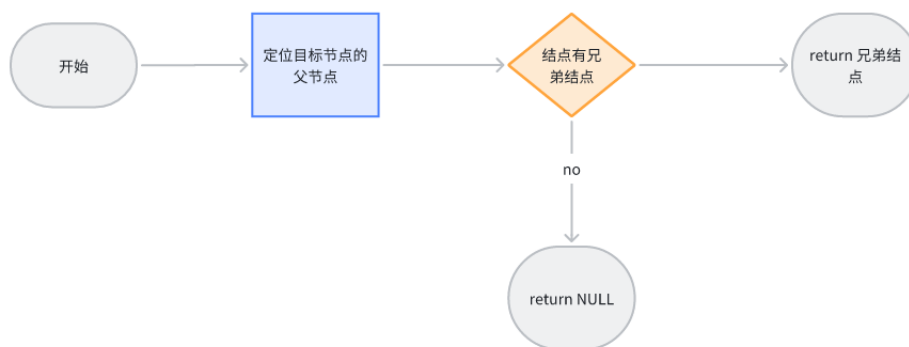 开始
定位目标节点的
父节点
结点有兄
弟结点
return 兄弟结
点
no
return NULL